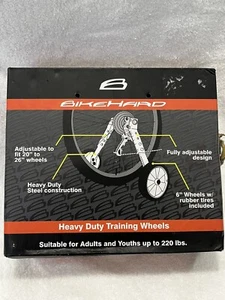 BIKEHARD
Adjustable to
fit 20" to
26" wheels
Fully adjustable
design
Heavy Duty
Steel construction
6" Wheels w/
rubber tires
included
Heavy Duty Training Wheels
Suitable for Adults and Youths up to 220 lbs.